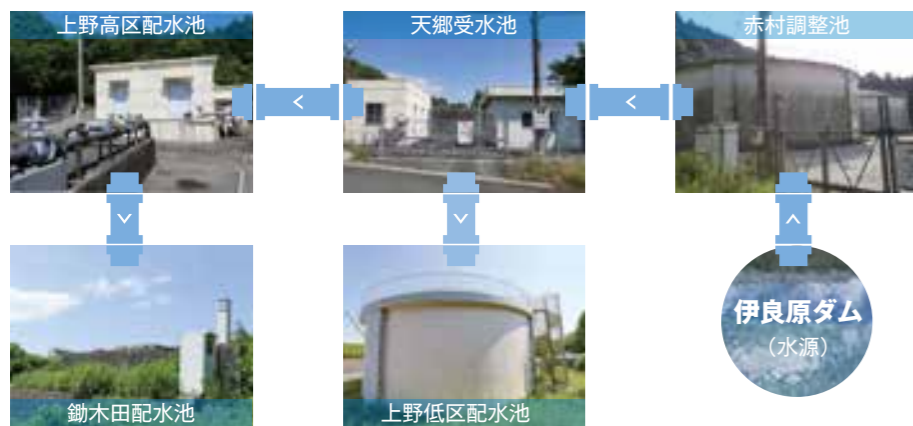 上野高区配水池
天郷受水池
赤村調整池
伊良原ダム
（水源）
鋤木田配水池
上野低区配水池